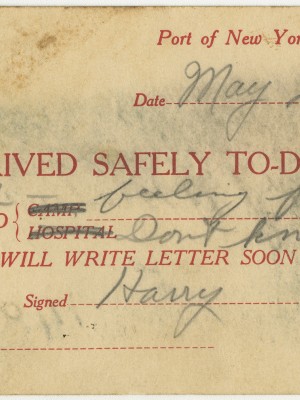 Port of New Yor
Date May
RIVED SAFELY TO-D
feeling
D { CAMP
HOSPITAL Don't kn
WILL WRITE LETTER SOON
Signed Harry